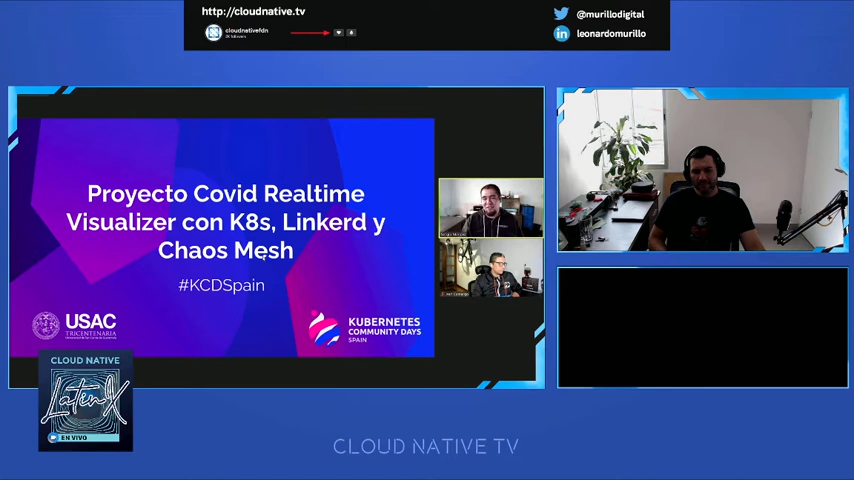 http://cloudnative.tv
cloudnativefdn
@murillodigital
leonardomurillo
Proyecto Covid Realtime
Visualizer con K8s, Linkerd y
Chaos Mesh
#KCDSpain
USAC
TRICENTENARIA
KUBERNETES
COMMUNITY DAYS
SPAIN
CLOUD NATIVE
LatinX
EN VIVO
CLOUD NATIVE TV